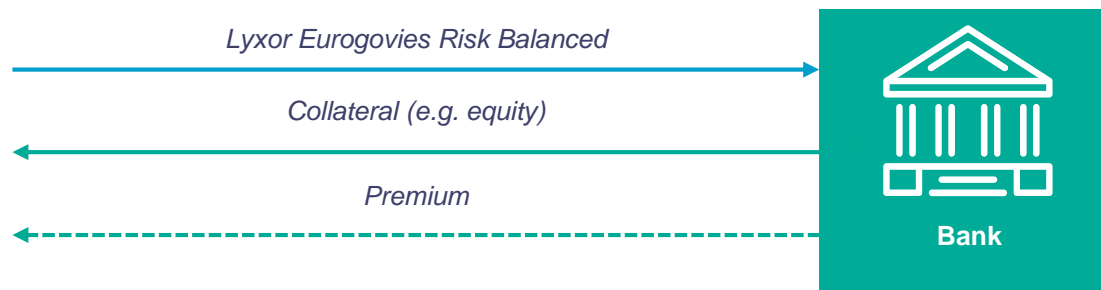 Lyxor Eurogovies Risk Balanced
Collateral (e.g. equity)
Premium
Bank